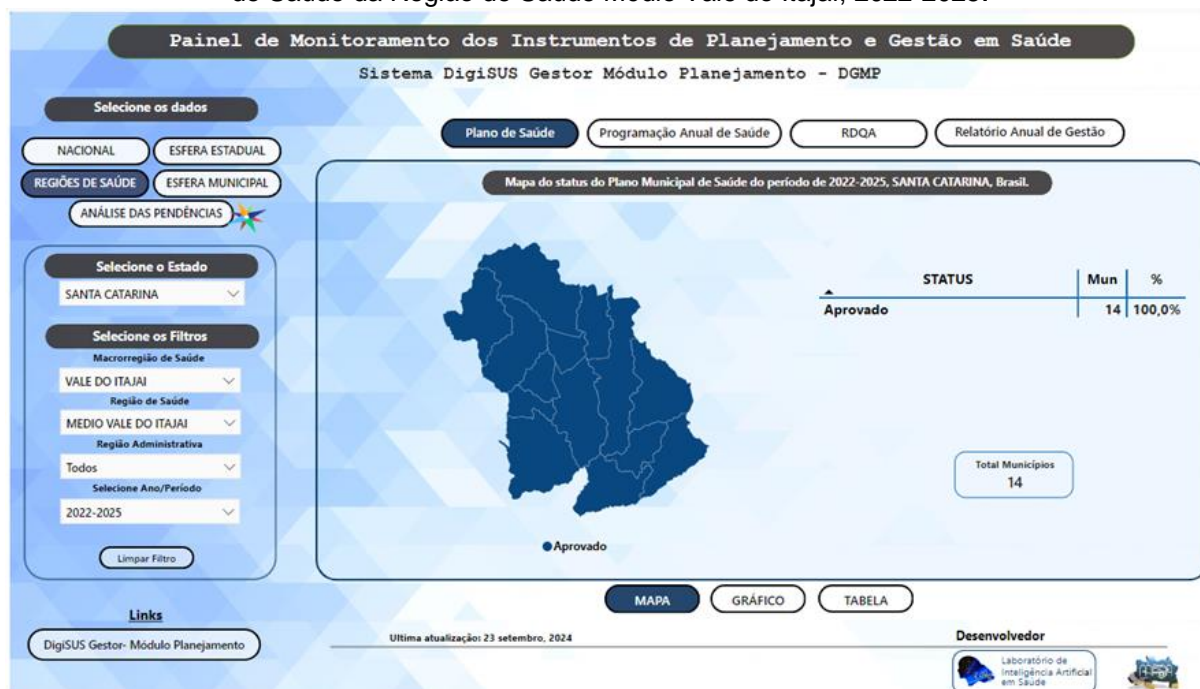 de Saúde da Região de Saúde Médio Vale do Itajaí, 2022-2025.
Painel de Monitoramento dos Instrumentos de Planejamento e Gestão em Saúde
Sistema DigiSUS Gestor Módulo Planejamento - DGMP
Selecione os dados
NACIONAL
ESFERA ESTADUAL
REGIÕES DE SAÚDE
ESFERA MUNICIPAL
ANÁLISE DAS PENDÊNCIAS
Plano de Saúde
Programação Anual de Saúde
RDQA
Relatório Anual de Gestão
Selecione o Estado
SANTA CATARINA
Selecione os Filtros
Macrorregião de Saúde
VALE DO ITAJAI
Região de Saúde
MEDIO VALE DO ITAJAI
Região Administrativa
Todos
Selecione Ano/Período
2022-2025
Limpar Filtro
Mapa do status do Plano Municipal de Saúde do período de 2022-2025, SANTA CATARINA, Brasil.
STATUS Mun %
Aprovado 14 100,0%
Total Municípios
14
Aprovado
MAPA
GRÁFICO
TABELA
Links
DigiSUS Gestor- Módulo Planejamento
Ultima atualização: 23 setembro, 2024
Desenvolvedor
Laboratório de
Inteligência Artificial
em Saúde